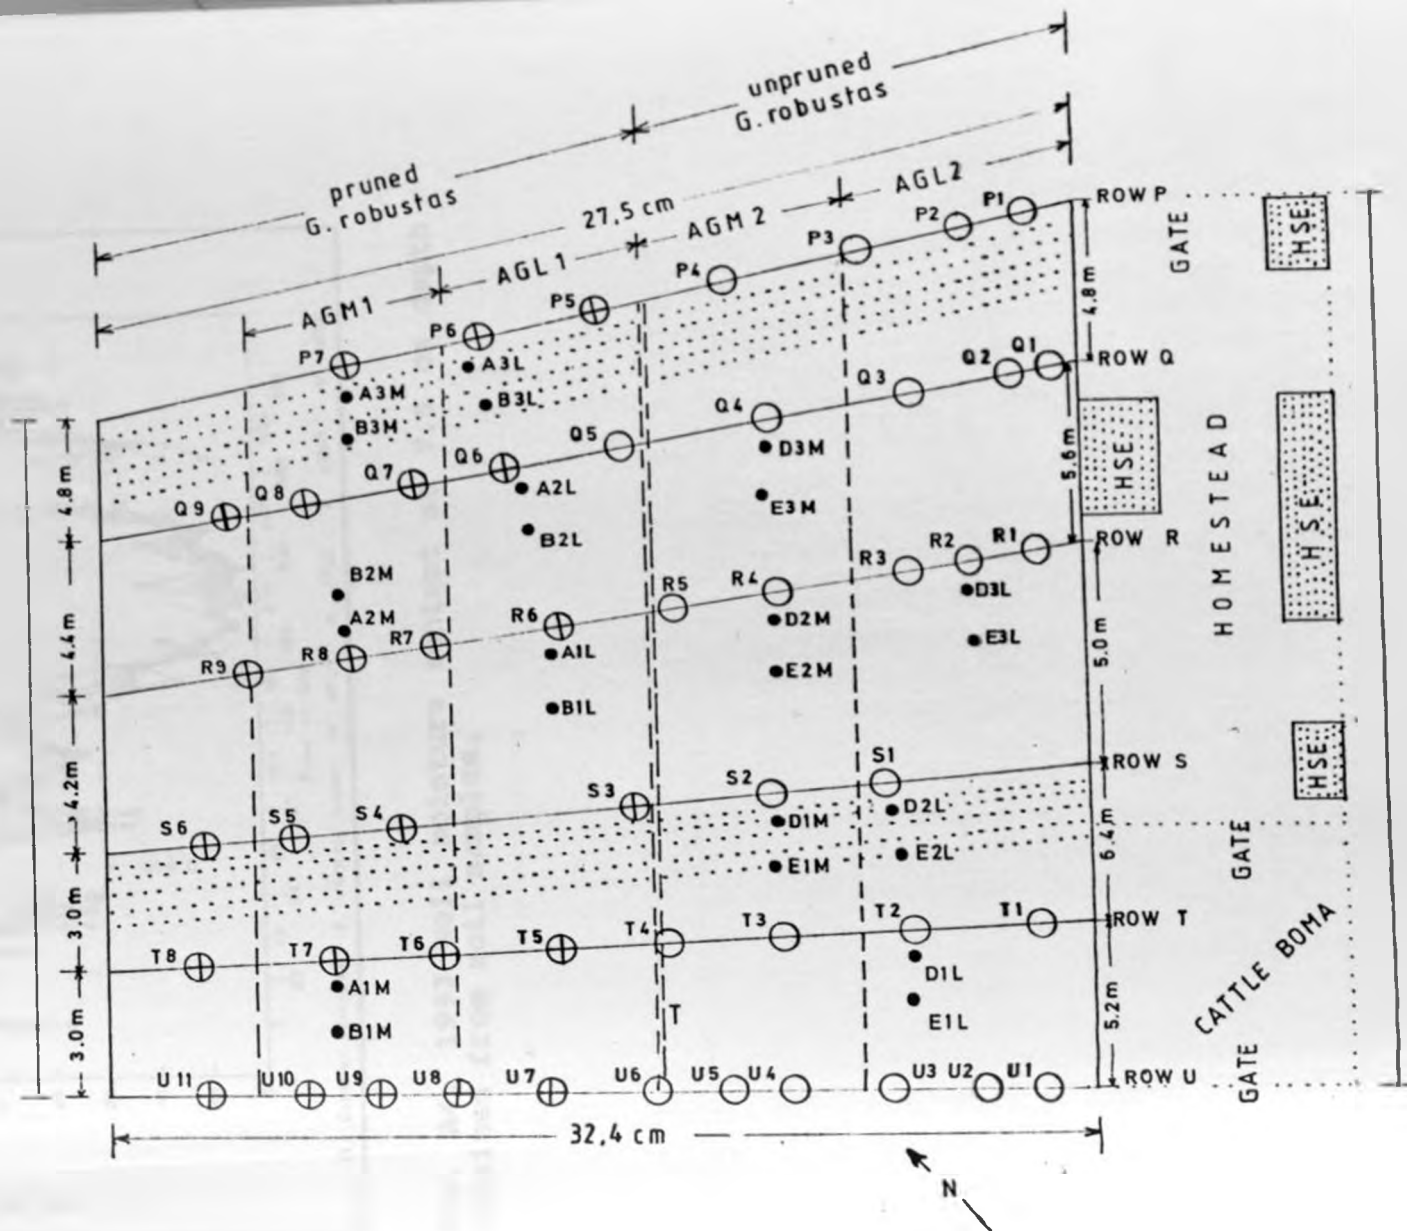 unpruned
G. robustas
pruned
G. robustas
27,5 cm
AGL2
AGM 2
AGL 1
AGM1
P1
P2
P3
P4
P5
P6
P7
ROW P
GATE
HSE
4.8m
A3L
A3M
B3L
B3M
Q1
Q2
Q3
Q4
Q5
Q6
Q7
Q8
Q9
ROW Q
4.8m
D3M
E3M
A2L
B2L
5.6m
HSE
HOMESTEAD
HSE
R1
R2
R3
R4
R5
R6
R7
R8
R9
ROW R
B2M
A2M
4.4m
D3L
E3L
D2M
E2M
A1L
B1L
5.0m
S1
S2
S3
S4
S5
S6
ROW S
HSE
4.2m
D2L
D1M
E2L
E1M
6.4m
GATE
3.0m
T1
T2
T3
T4
T5
T6
T7
T8
ROW T
A1M
B1M
D1L
E1L
T
3.0m
5.2m
CATTLE BOMA
U11
U10
U9
U8
U7
U6
U5
U4
U3
U2
U1
ROW U
GATE
32,4 cm
N